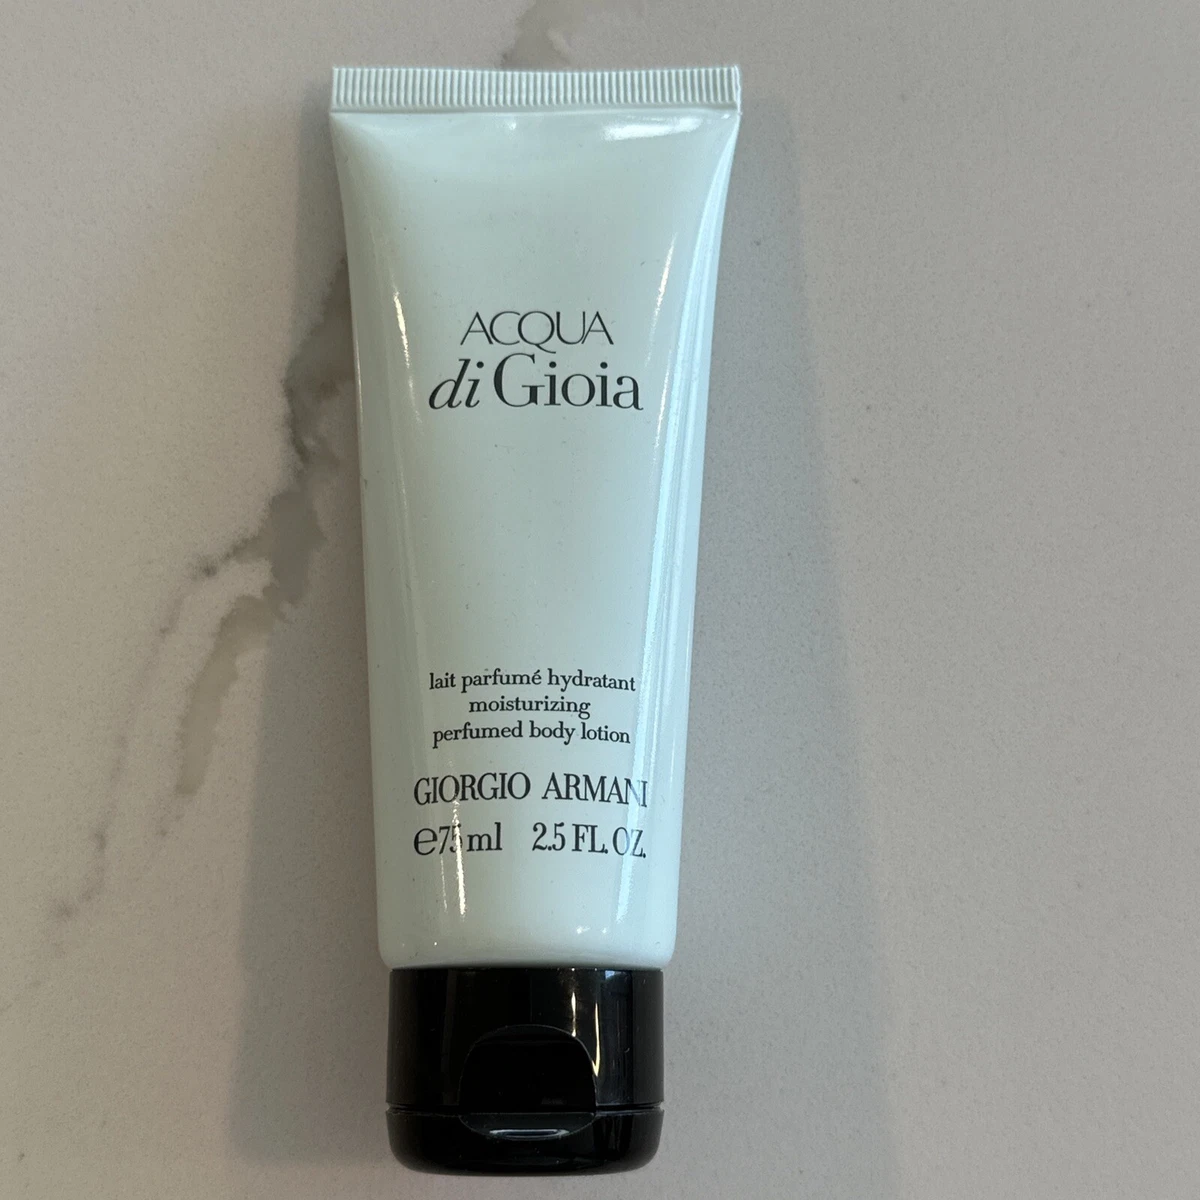 ACQUA
di Gioia
lait parfumé hydratant
moisturizing
perfumed body lotion
GIORGIO ARMANI
℮75 ml 2.5 FL. OZ.